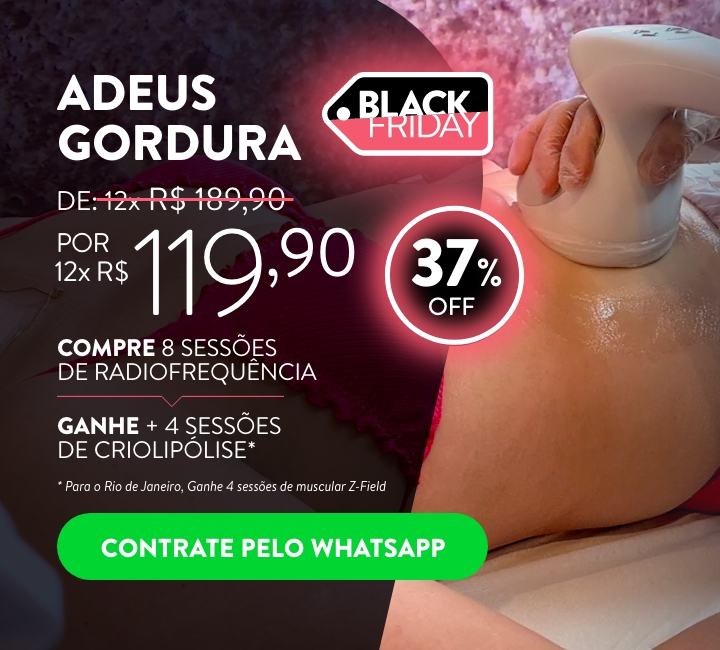 ADEUS
GORDURA
BLACK
FRIDAY
DE: 12x R$ 189,90
POR
12x R$ 119,90
37%
OFF
COMPRE 8 SESSÕES
DE RADIOFREQUÊNCIA
GANHE + 4 SESSÕES
DE CRIOLIPÓLISE*
* Para o Rio de Janeiro, Ganhe 4 sessões de muscular Z-Field
CONTRATE PELO WHATSAPP